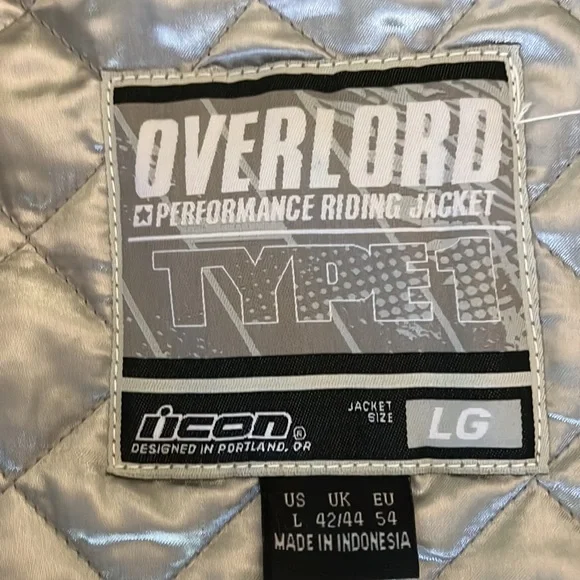 OVERLORD
PERFORMANCE RIDING JACKET
TYPE1
icon®
DESIGNED IN PORTLAND, OR
JACKET
SIZE
LG
US UK EU
L 42/44 54
MADE IN INDONESIA